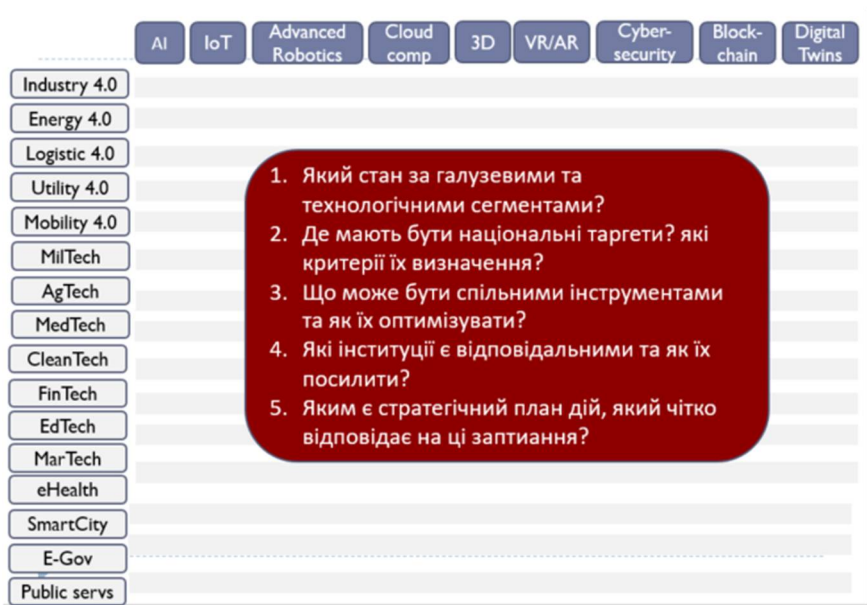 AI
IoT
Advanced
Robotics
Cloud
comp
3D
VR/AR
Cyber-
security
Block-
chain
Digital
Twins
Industry 4.0
Energy 4.0
Logistic 4.0
Utility 4.0
Mobility 4.0
MilTech
AgTech
MedTech
CleanTech
FinTech
EdTech
MarTech
eHealth
SmartCity
E-Gov
Public servs
1. Який стан за галузевими та
технологічними сегментами?
2. Де мають бути національні таргети? які
критерії їх визначення?
3. Що може бути спільними інструментами
та як їх оптимізувати?
4. Які інституції є відповідальними та як їх
посилити?
5. Яким є стратегічний план дій, який чітко
відповідає на ці заптиання?